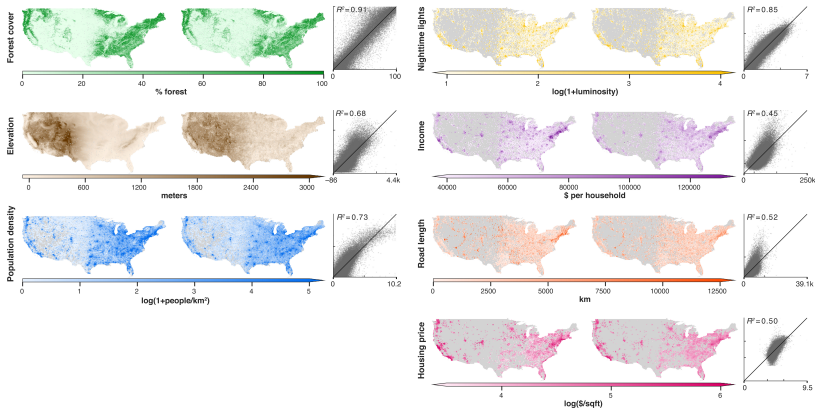 Forest cover
R²=0.91
0 20 40 60 80 100
% forest
0 100
Elevation
R²=0.68
0 600 1200 1800 2400 3000
meters
−86 4.4k
Population density
R²=0.73
0 1 2 3 4 5
log(1+people/km²)
0 10.2
Nighttime lights
R²=0.85
1 2 3 4
log(1+luminosity)
0 7
Income
R²=0.45
40000 60000 80000 100000 120000
$ per household
0 250k
Road length
R²=0.52
0 2500 5000 7500 10000 12500
km
0 39.1k
Housing price
R²=0.50
4 5 6
log($/sqft)
0 9.5